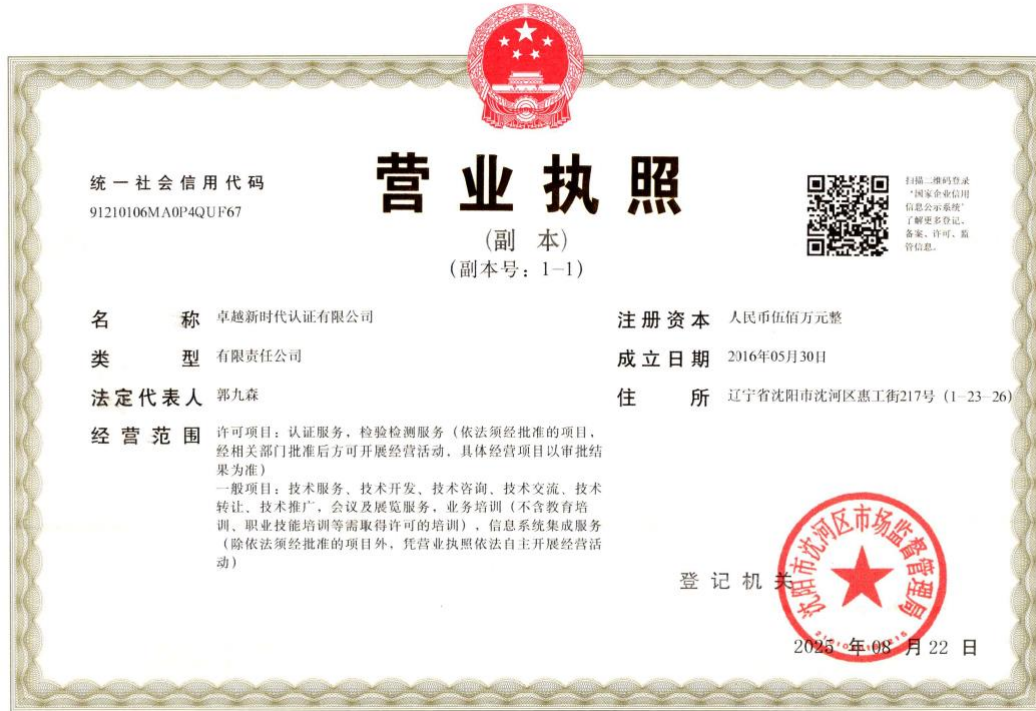 营业执照
(副 本)
(副本号：1-1)
统一社会信用代码
91210106MA0P4QUF67
扫描二维码登录
“国家企业信用
信息公示系统”
了解更多登记、
备案、许可、监
管信息。
名 称 卓越新时代认证有限公司
类 型 有限责任公司
法定代表人 郭九森
经营范围 许可项目：认证服务，检验检测服务（依法须经批准的项目，
经相关部门批准后方可开展经营活动，具体经营项目以审批结
果为准）
一般项目：技术服务、技术开发、技术咨询、技术交流、技术
转让、技术推广，会议及展览服务，业务培训（不含教育培
训、职业技能培训等需取得许可的培训），信息系统集成服务
（除依法须经批准的项目外，凭营业执照依法自主开展经营活
动）
注册资本 人民币伍佰万元整
成立日期 2016年05月30日
住 所 辽宁省沈阳市沈河区惠工街217号（1-23-26）
登记机关
沈阳市沈河区市场监督管理局
2025 年 08 月 22 日